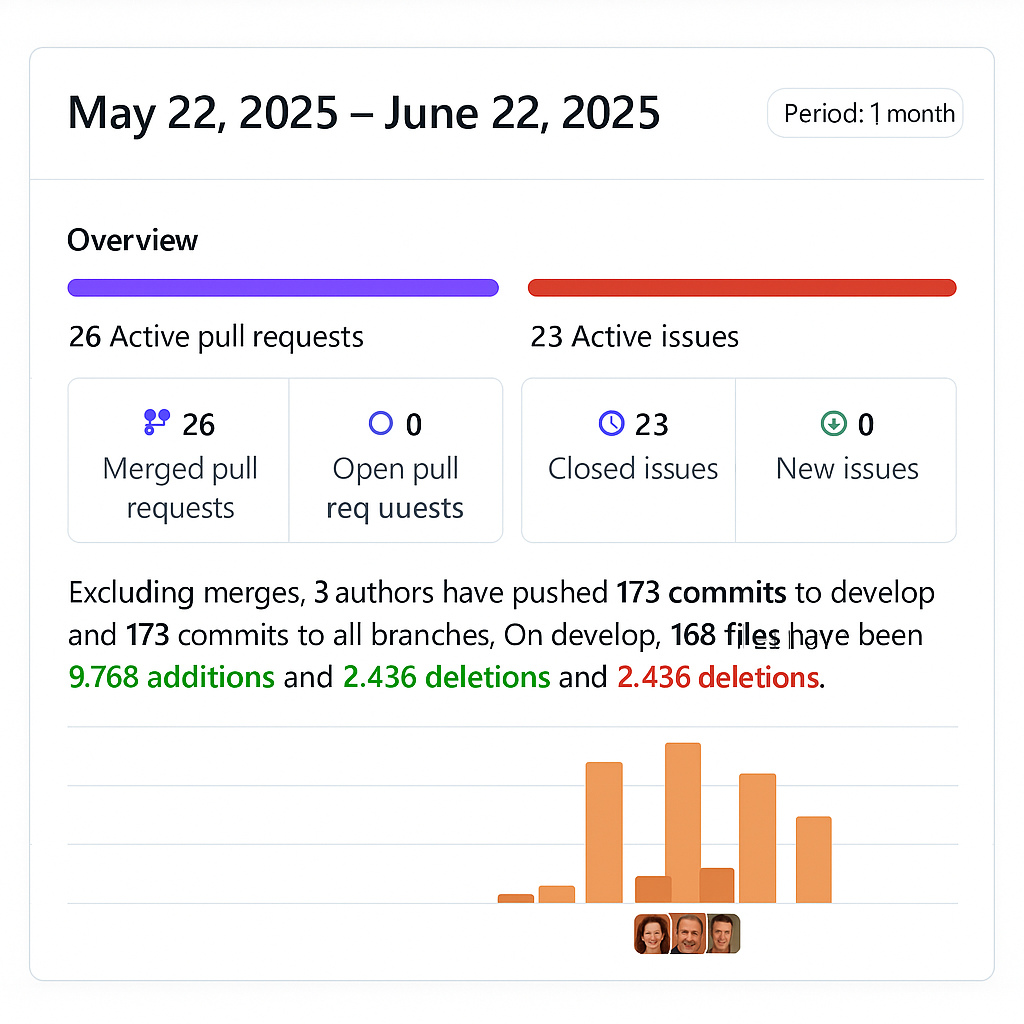 May 22, 2025 – June 22, 2025
Period: 1 month
Overview
26 Active pull requests
23 Active issues
26
Merged pull
requests
0
Open pull
req uuests
23
Closed issues
0
New issues
Excluding merges, 3 authors have pushed 173 commits to develop
and 173 commits to all branches, On develop, 168 files have been
9.768 additions and 2.436 deletions and 2.436 deletions.